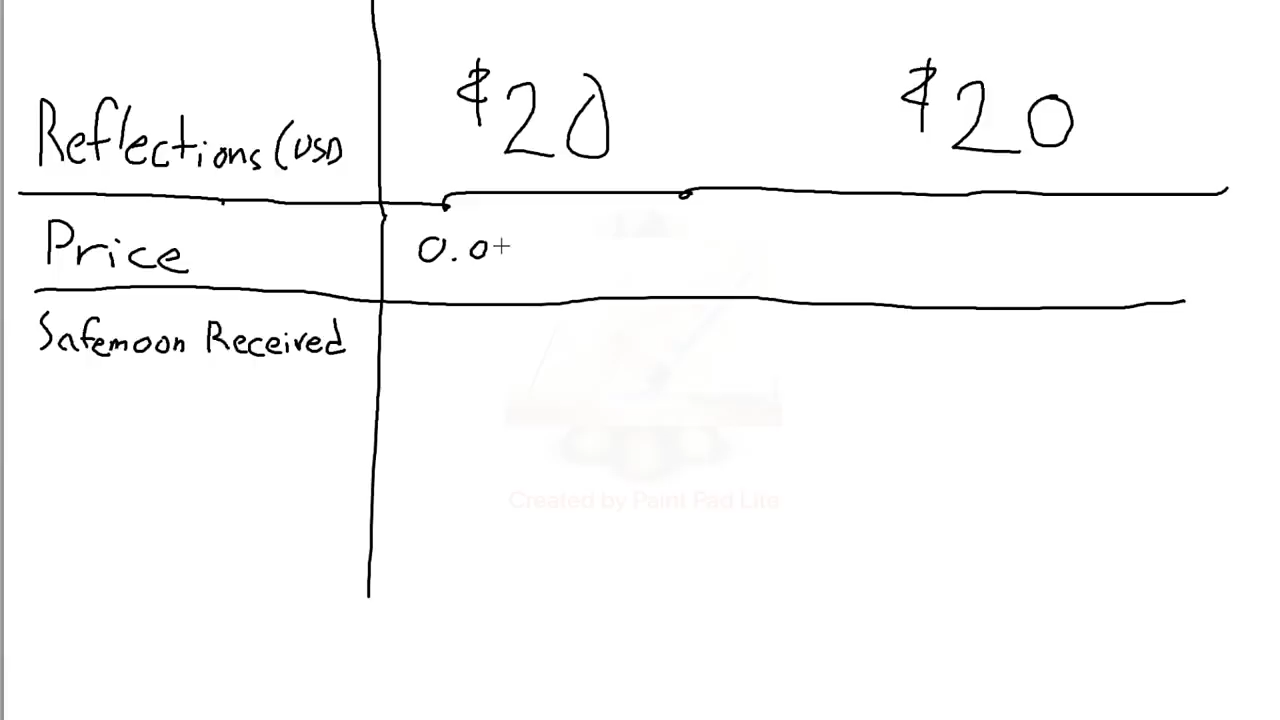 Reflections (USD $20 $20
Price 0.0
Safemoon Received
Created by Paint Pad Lite